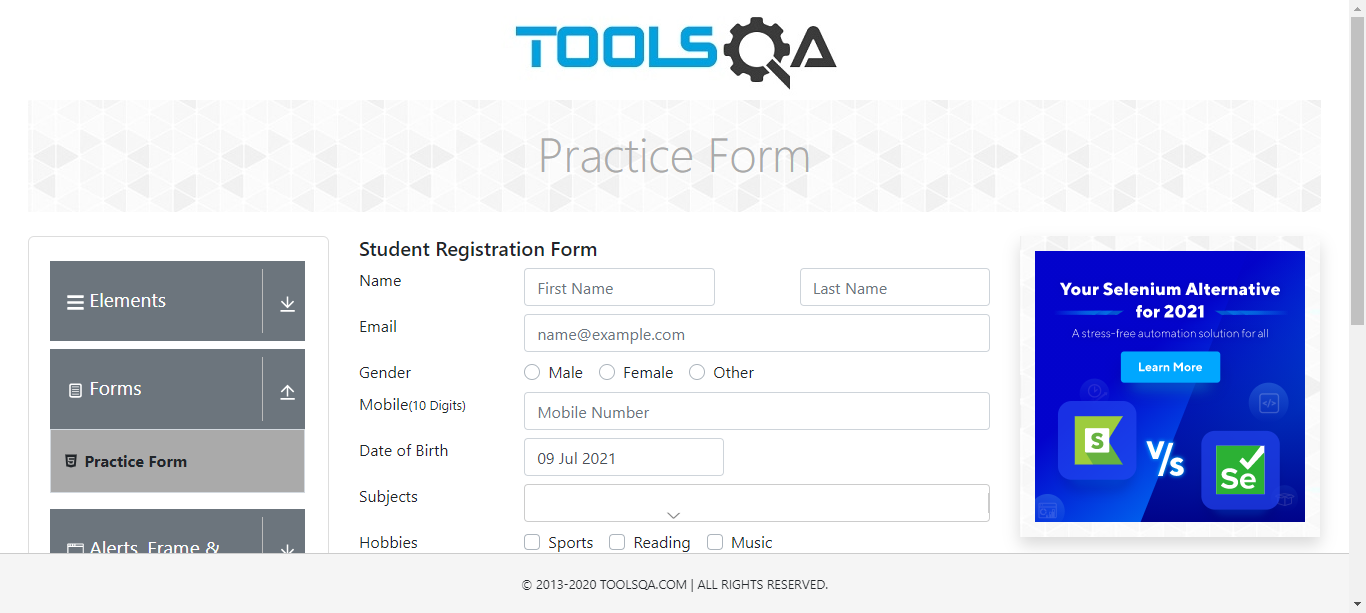 TOOLSQA
Practice Form
Elements
Forms
Practice Form
Alerts, Frame &
Student Registration Form
Name
First Name
Last Name
Email
name@example.com
Gender
Male Female Other
Mobile(10 Digits)
Mobile Number
Date of Birth
09 Jul 2021
Subjects
Hobbies
Sports Reading Music
Your Selenium Alternative
for 2021
A stress-free automation solution for all
Learn More
S
V/s
Se
© 2013-2020 TOOLSQA.COM | ALL RIGHTS RESERVED.